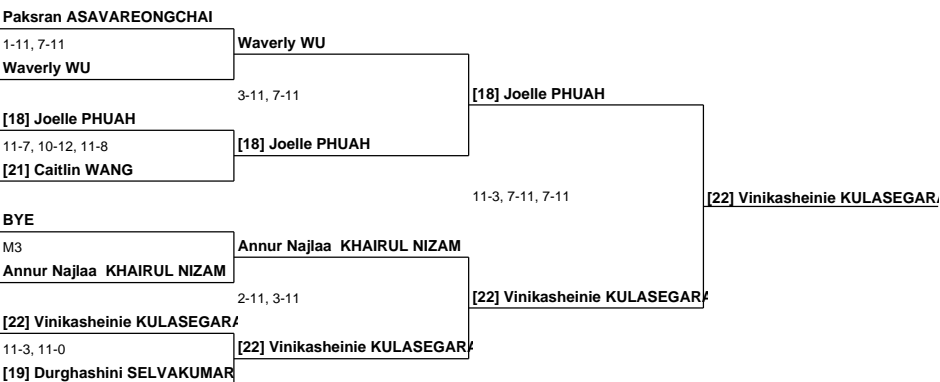 Paksran ASAVAREONGCHAI
1-11, 7-11
Waverly WU
Waverly WU
3-11, 7-11
[18] Joelle PHUAH
[18] Joelle PHUAH
11-7, 10-12, 11-8
[18] Joelle PHUAH
[21] Caitlin WANG
11-3, 7-11, 7-11
[22] Vinikasheinie KULASEGARA
BYE
M3
Annur Najlaa KHAIRUL NIZAM
Annur Najlaa KHAIRUL NIZAM
2-11, 3-11
[22] Vinikasheinie KULASEGARA
[22] Vinikasheinie KULASEGARA
11-3, 11-0
[22] Vinikasheinie KULASEGARA
[19] Durghashini SELVAKUMAR